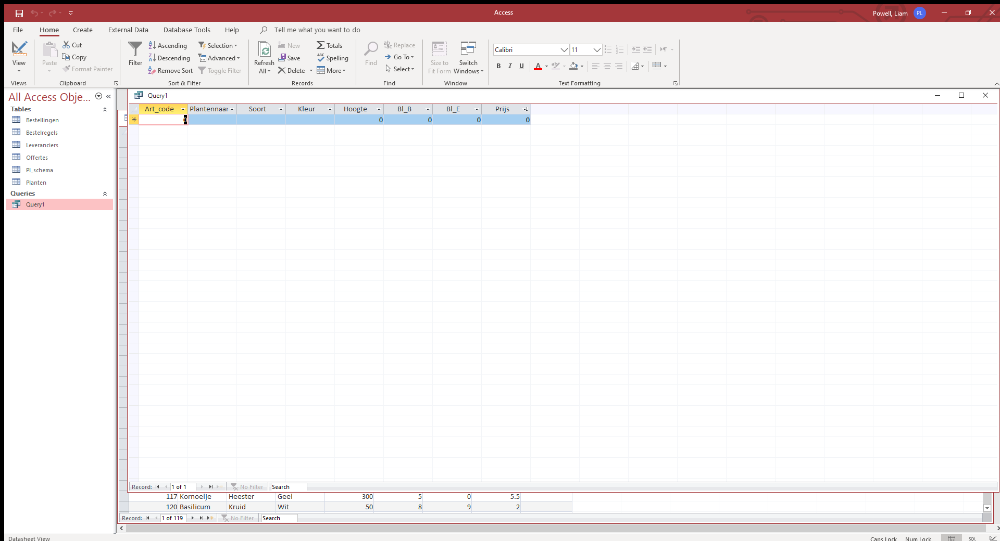 Access
Powell, Liam PL
File Home Create External Data Database Tools Help Tell me what you want to do
View
Views
Paste
Cut
Copy
Format Painter
Clipboard
Filter
Ascending
Descending
Remove Sort
Selection
Advanced
Toggle Filter
Sort & Filter
Refresh
All
New
Save
Delete
Totals
Spelling
More
Records
Find
Replace
Go To
Select
Find
Size to
Fit Form
Switch
Windows
Window
Calibri 11
B I U A
Text Formatting
All Access Obje...
Tables
Bestellingen
Bestelregels
Leveranciers
Offertes
Pl_schema
Planten
Queries
Query1
Query1
Art_code Plantennaar Soort Kleur Hoogte Bl_B Bl_E Prijs
0 0 0 0 0
Record: 1 of 1 No Filter Search
117 Kornoelje Heester Geel 300 5 0 5.5
120 Basilicum Kruid Wit 50 8 9 2
Record: 1 of 119 No Filter Search
Datasheet View Caps Lock Num Lock SQL